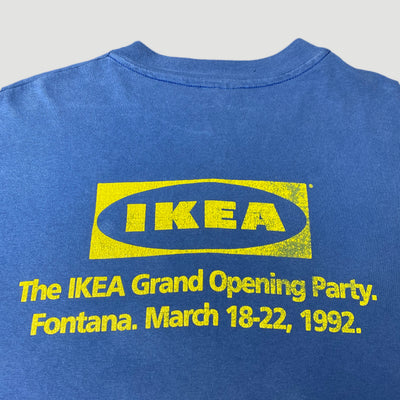 IKEA
The IKEA Grand Opening Party.
Fontana. March 18-22, 1992.